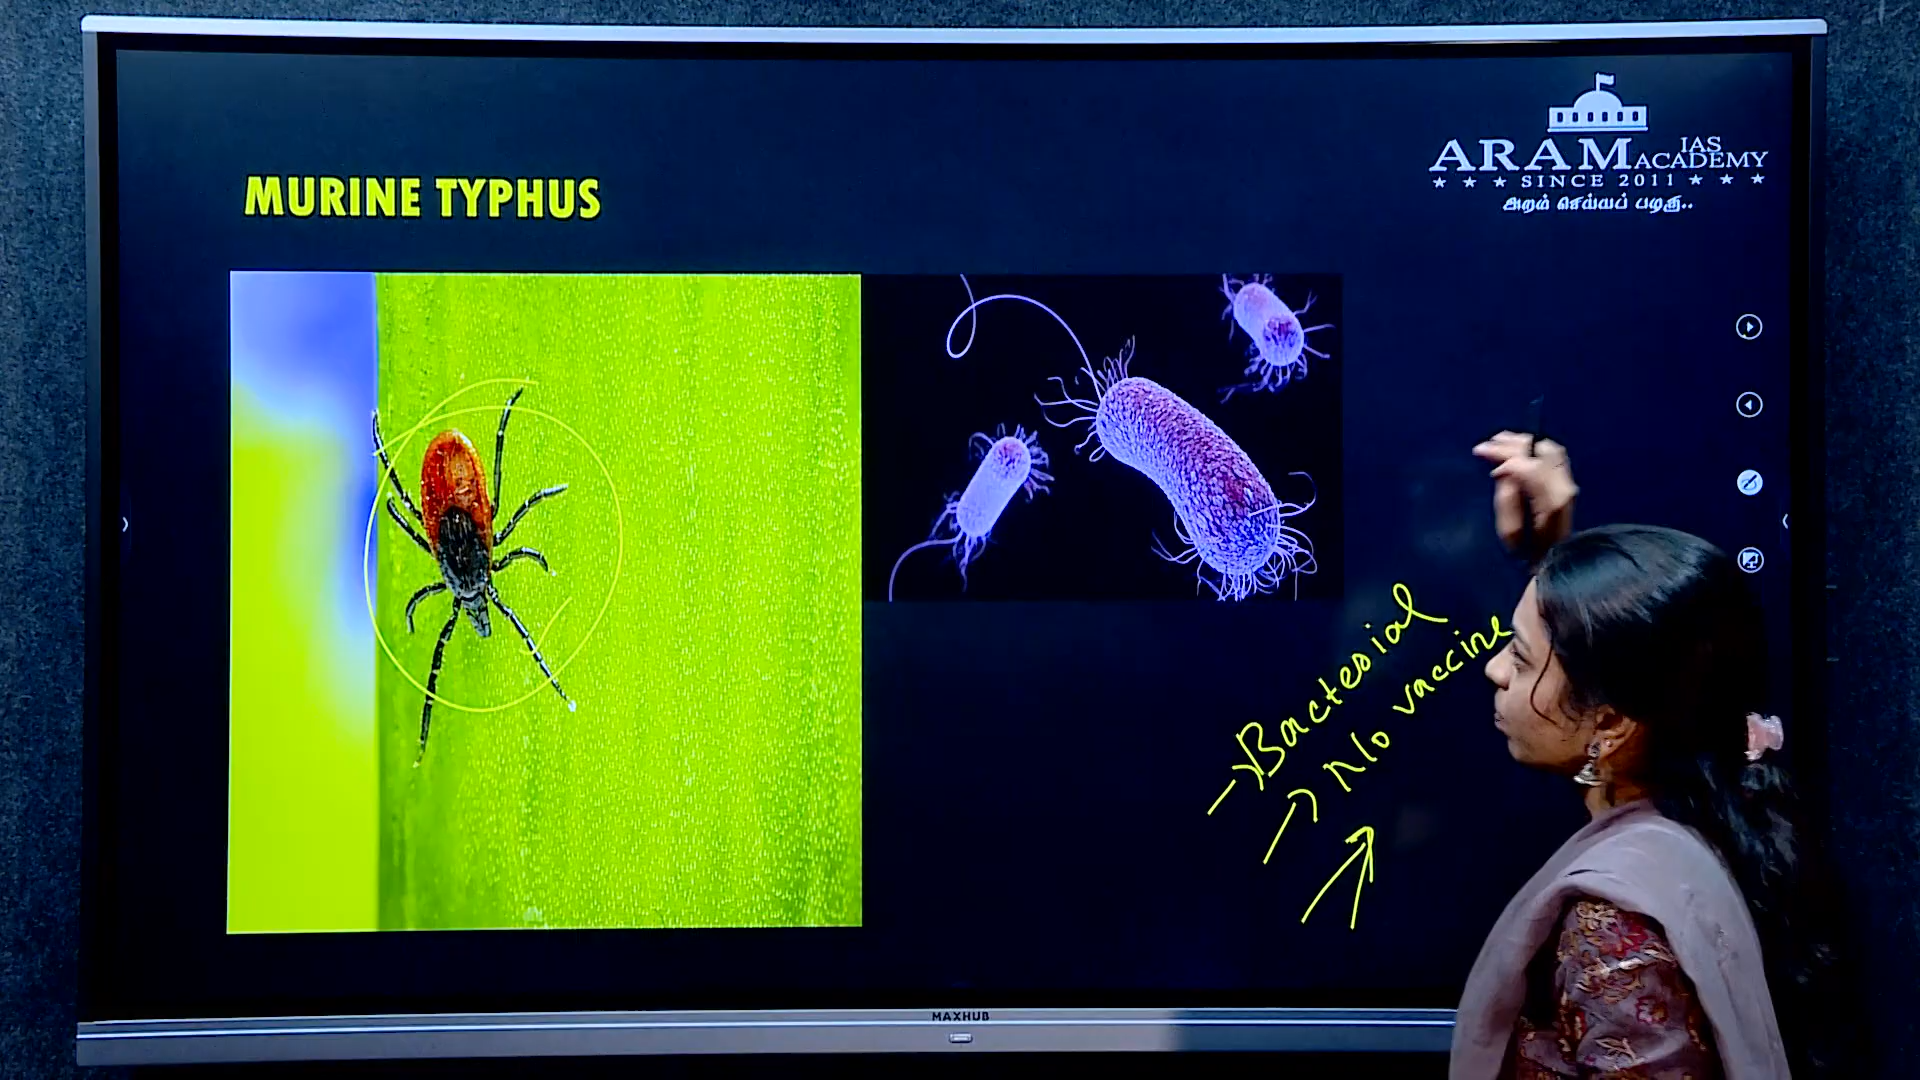 ARAM IAS ACADEMY
★ ★ ★ SINCE 2011 ★ ★ ★
அறம் செய்யப் பழகு..
MURINE TYPHUS
→ Bacterial
→ No vaccine
→
MAXHUB